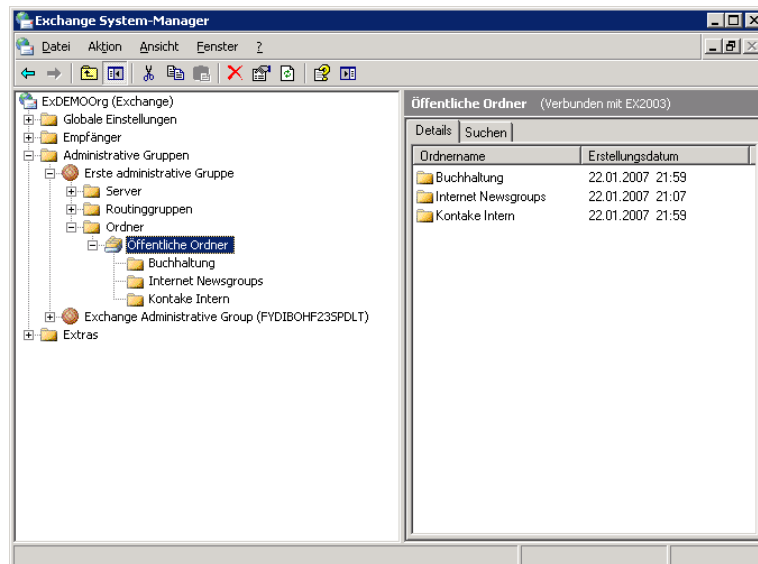 Exchange System-Manager
Datei Aktion Ansicht Fenster ?
ExDEMOOrg (Exchange)
Globale Einstellungen
Empfänger
Administrative Gruppen
Erste administrative Gruppe
Server
Routinggruppen
Ordner
Öffentliche Ordner
Buchhaltung
Internet Newsgroups
Kontake Intern
Exchange Administrative Group (FYDIBOHF23SPDLT)
Extras
Öffentliche Ordner (Verbunden mit EX2003)
Details Suchen
Ordnername Erstellungsdatum
Buchhaltung 22.01.2007 21:59
Internet Newsgroups 22.01.2007 21:07
Kontake Intern 22.01.2007 21:59